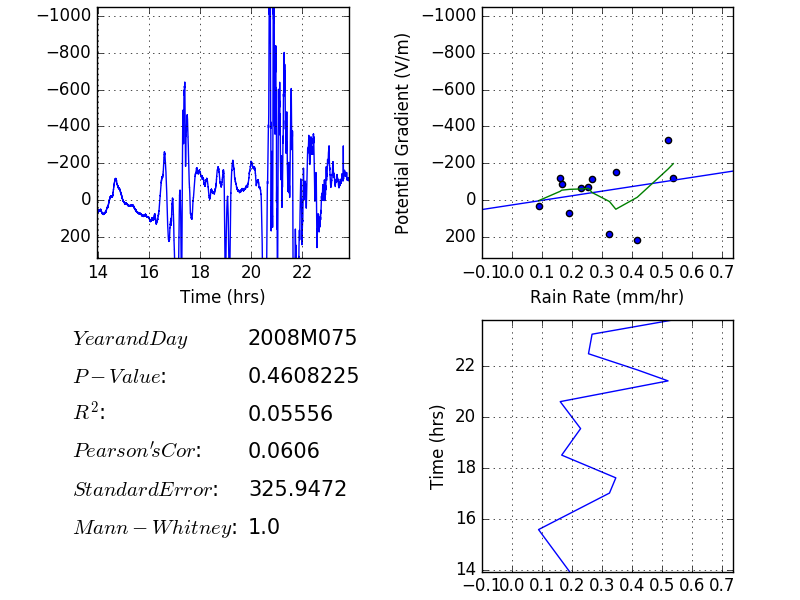 −1000
−800
−600
−400
−200
0
200
14 16 18 20 22
Time (hrs)
Potential Gradient (V/m)
−1000
−800
−600
−400
−200
0
200
−0.1 0.0 0.1 0.2 0.3 0.4 0.5 0.6 0.7
Rain Rate (mm/hr)
YearandDay 2008M075
P−Value: 0.4608225
R²: 0.05556
Pearson'sCor: 0.0606
StandardError: 325.9472
Mann−Whitney: 1.0
Time (hrs)
22
20
18
16
14
−0.1 0.0 0.1 0.2 0.3 0.4 0.5 0.6 0.7